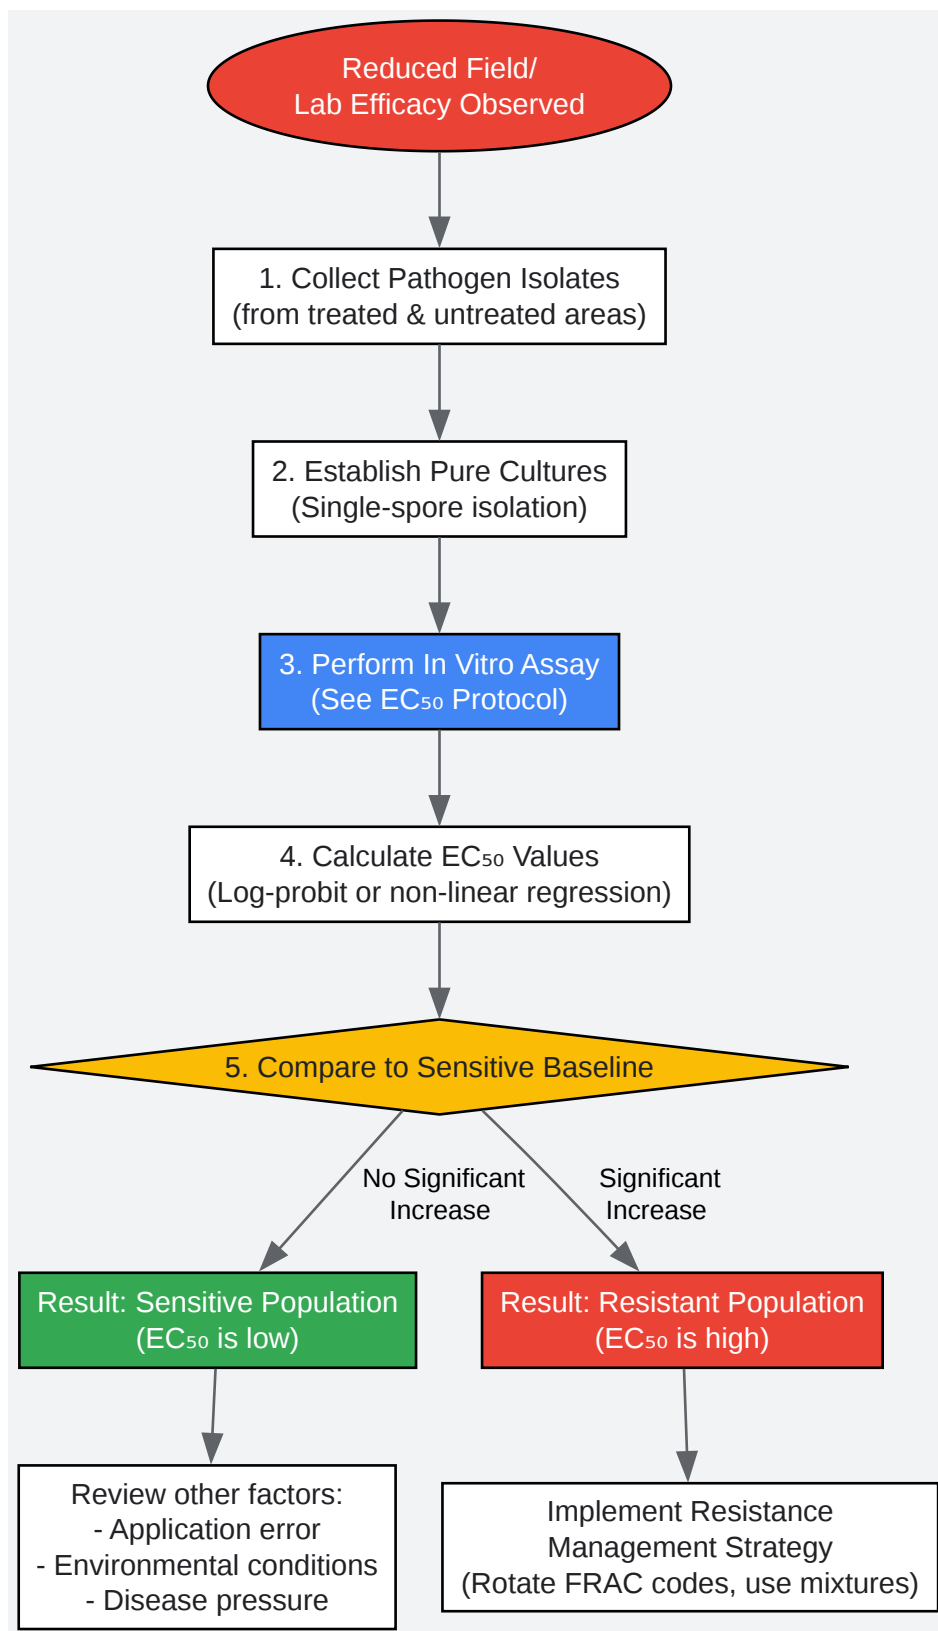 Reduced Field/
Lab Efficacy Observed
1. Collect Pathogen Isolates
(from treated & untreated areas)
2. Establish Pure Cultures
(Single-spore isolation)
3. Perform In Vitro Assay
(See EC₅₀ Protocol)
4. Calculate EC₅₀ Values
(Log-probit or non-linear regression)
5. Compare to Sensitive Baseline
No Significant
Increase
Significant
Increase
Result: Sensitive Population
(EC₅₀ is low)
Result: Resistant Population
(EC₅₀ is high)
Review other factors:
- Application error
- Environmental conditions
- Disease pressure
Implement Resistance
Management Strategy
(Rotate FRAC codes, use mixtures)